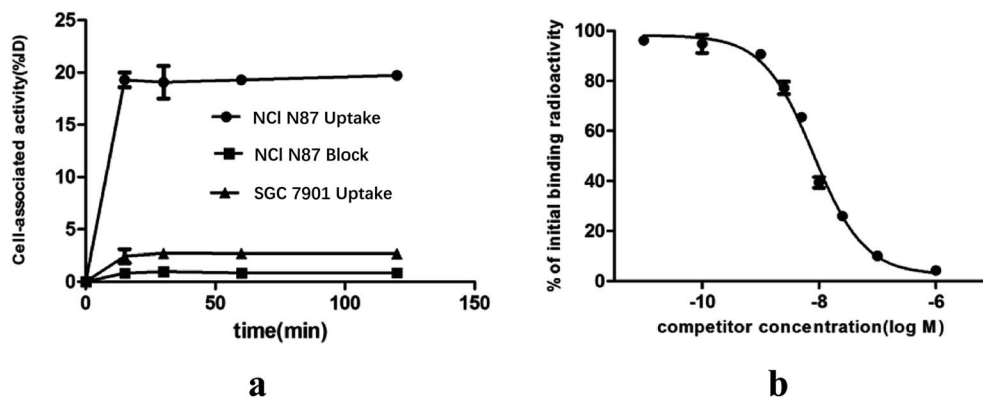 25
20
15
10
5
0
0
50
100
150
Cell-associated activity(%ID)
time(min)
NCl N87 Uptake
NCl N87 Block
SGC 7901 Uptake
a
100
80
60
40
20
0
-10
-8
-6
% of initial binding radioactivity
competitor concentration(log M)
b